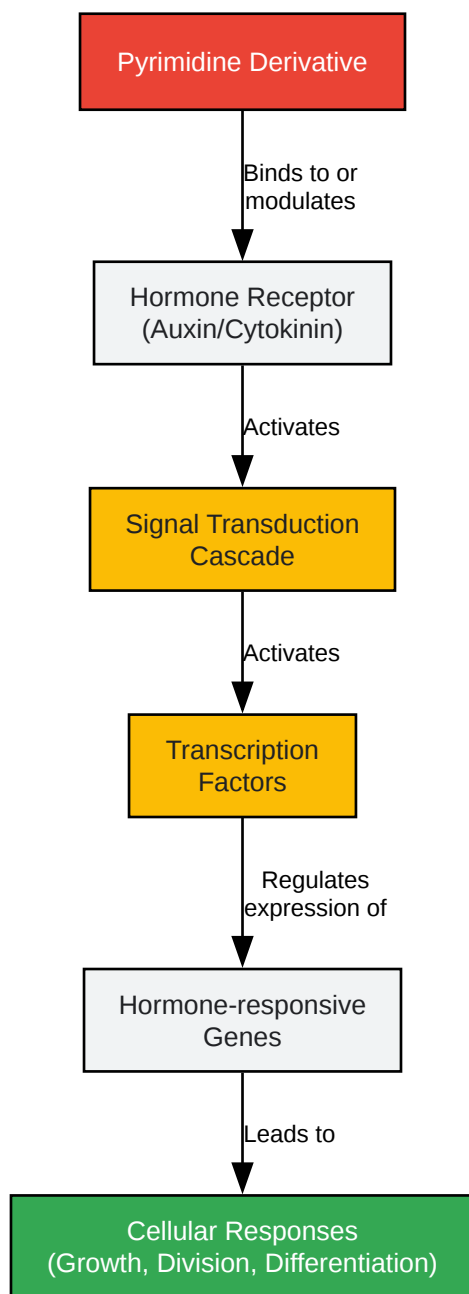 Pyrimidine Derivative
Binds to or
modulates
Hormone Receptor
(Auxin/Cytokinin)
Activates
Signal Transduction
Cascade
Activates
Transcription
Factors
Regulates
expression of
Hormone-responsive
Genes
Leads to
Cellular Responses
(Growth, Division, Differentiation)